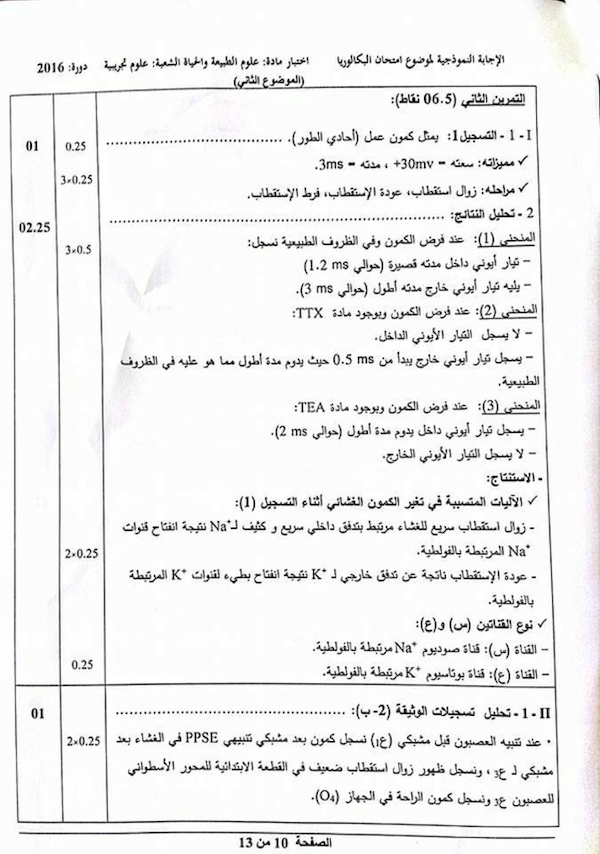 الإجابة النموذجية لموضوع امتحان البكالوريا اختبار مادة: علوم الطبيعة والحياة الشعبة: علوم تجريبية دورة: 2016
(الموضوع الثاني)
التمرين الثاني (06.5 نقاط):
01 0.25 I - 1 - التسجيل1: يمثل كمون عمل (أحادي الطور). ........................
3×0.25 ✓ مميزاته: سعته = +30mv ، مدته = 3ms.
✓ مراحله: زوال استقطاب، عودة الإستقطاب، فرط الإستقطاب.
02.25 2 - تحليل النتائج: ........................
3×0.5 المنحنى (1): عند فرض الكمون وفي الظروف الطبيعية نسجل:
– تيار أيوني داخل مدته قصيرة (حوالي 1.2 ms)
– يليه تيار أيوني خارج مدته أطول (حوالي 3 ms).
المنحنى (2): عند فرض الكمون وبوجود مادة TTX:
– لا يسجل التيار الأيوني الداخل.
– يسجل تيار أيوني خارج يبدأ من 0.5 ms حيث يدوم مدة أطول مما هو عليه في الظروف
الطبيعية.
المنحنى (3): عند فرض الكمون وبوجود مادة TEA:
– يسجل تيار أيوني داخل يدوم مدة أطول (حوالي 2 ms).
– لا يسجل التيار الأيوني الخارج.
- الاستنتاج:
✓ الآليات المتسببة في تغير الكمون الغشائي أثناء التسجيل (1):
- زوال استقطاب سريع للغشاء مرتبط بتدفق داخلي سريع و كثيف لـ Na⁺ نتيجة انفتاح قنوات
2×0.25 Na⁺ المرتبطة بالفولطية.
- عودة الإستقطاب ناتجة عن تدفق خارجي لـ K⁺ نتيجة انفتاح بطيء لقنوات K⁺ المرتبطة
بالفولطية.
✓ نوع القناتين (س) و(ع):
– القناة (س): قناة صوديوم Na⁺ مرتبطة بالفولطية.
0.25 – القناة (ع): قناة بوتاسيوم K⁺ مرتبطة بالفولطية.
01 II - 1 - تحليل تسجيلات الوثيقة (2- ب): ........................
2×0.25 • عند تنبيه العصبون قبل مشبكي (ع1) نسجل كمون بعد مشبكي تنبيهي PPSE في الغشاء بعد
مشبكي لـ ع3 ، ونسجل ظهور زوال استقطاب ضعيف في القطعة الابتدائية للمحور الأسطواني
للعصبون ع3 ونسجل كمون الراحة في الجهاز (O4).
الصفحة 10 من 13